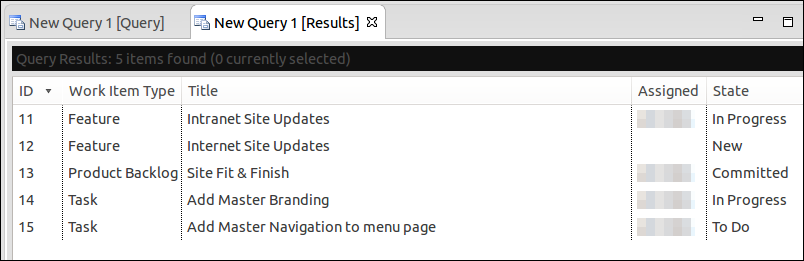 New Query 1 [Query] New Query 1 [Results]
Query Results: 5 items found (0 currently selected)
ID Work Item Type Title Assigned State
11 Feature Intranet Site Updates In Progress
12 Feature Internet Site Updates New
13 Product Backlog Site Fit & Finish Committed
14 Task Add Master Branding In Progress
15 Task Add Master Navigation to menu page To Do